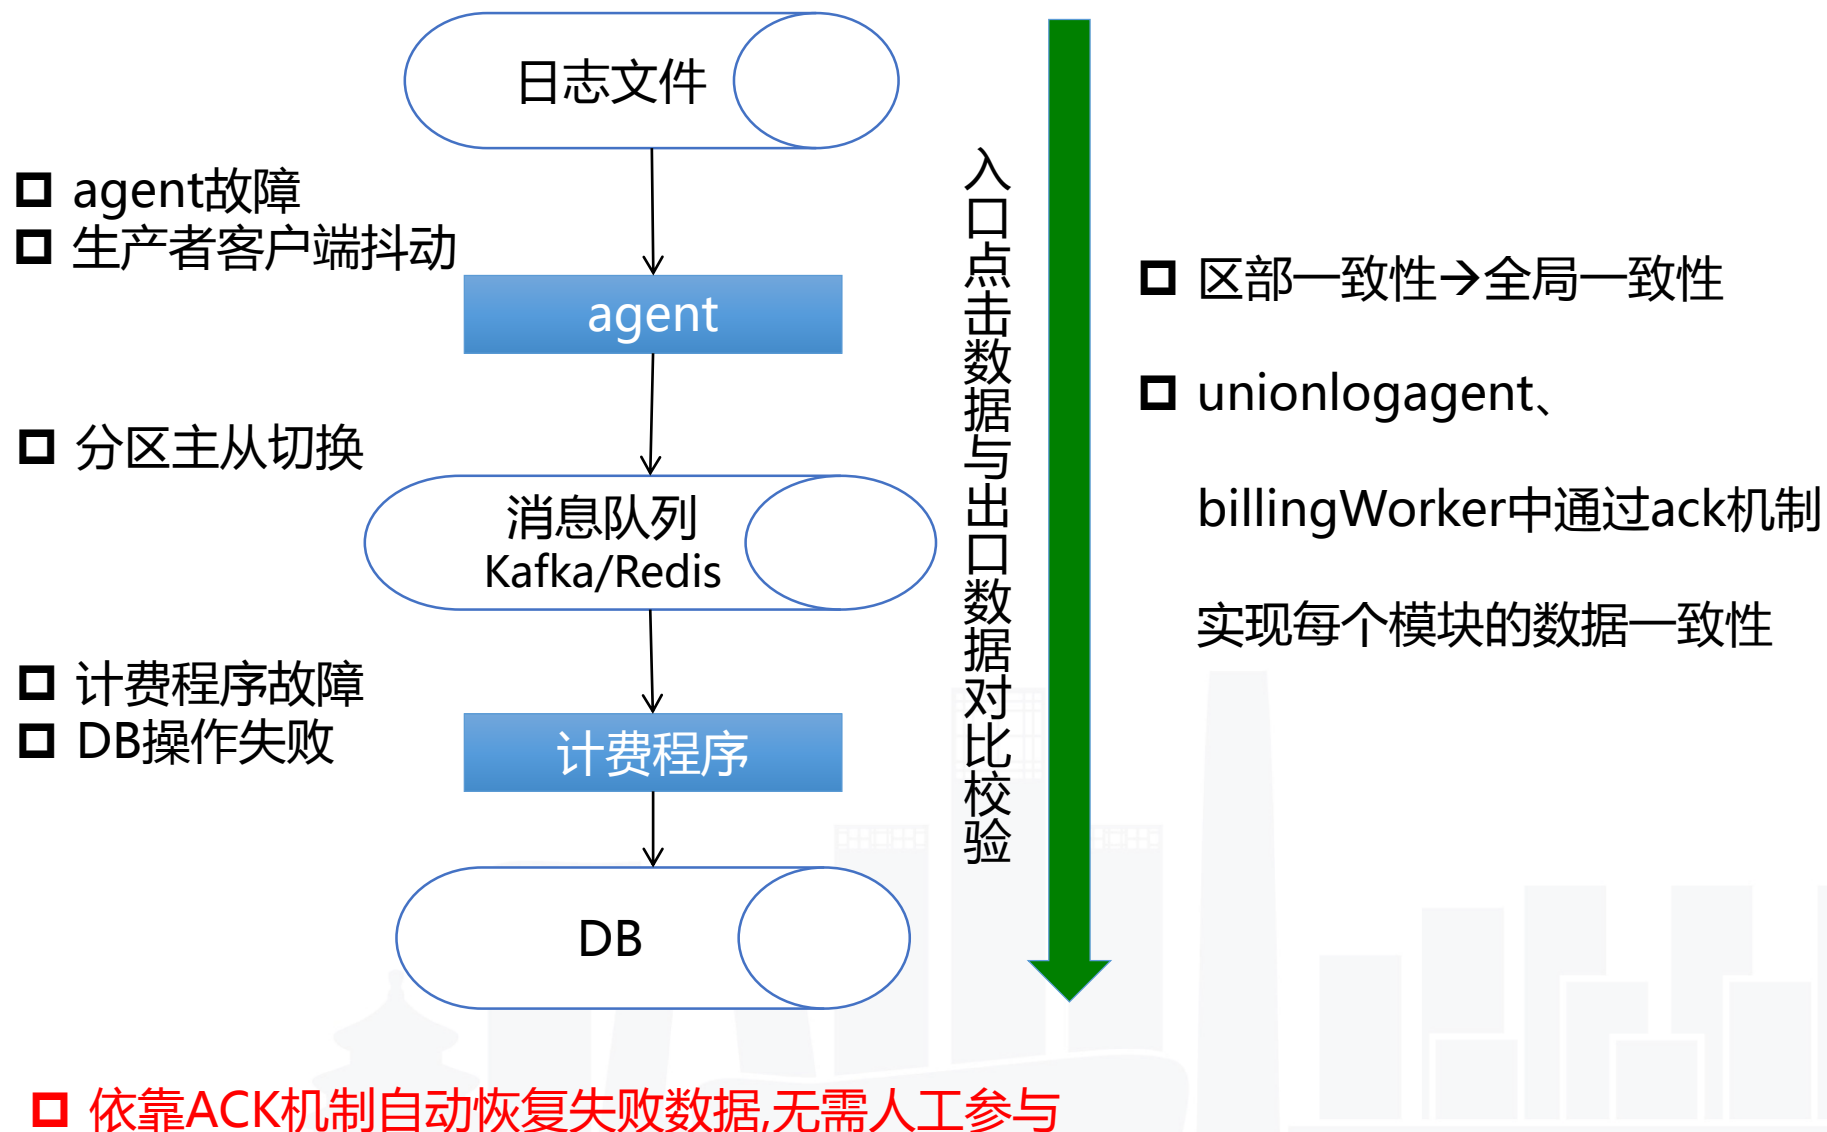 日志文件
agent故障
生产者客户端抖动
agent
分区主从切换
消息队列
Kafka/Redis
计费程序故障
DB操作失败
计费程序
DB
入口点击数据与出口数据对比校验
区部一致性→全局一致性
unionlogagent、
billingWorker中通过ack机制
实现每个模块的数据一致性
依靠ACK机制自动恢复失败数据,无需人工参与